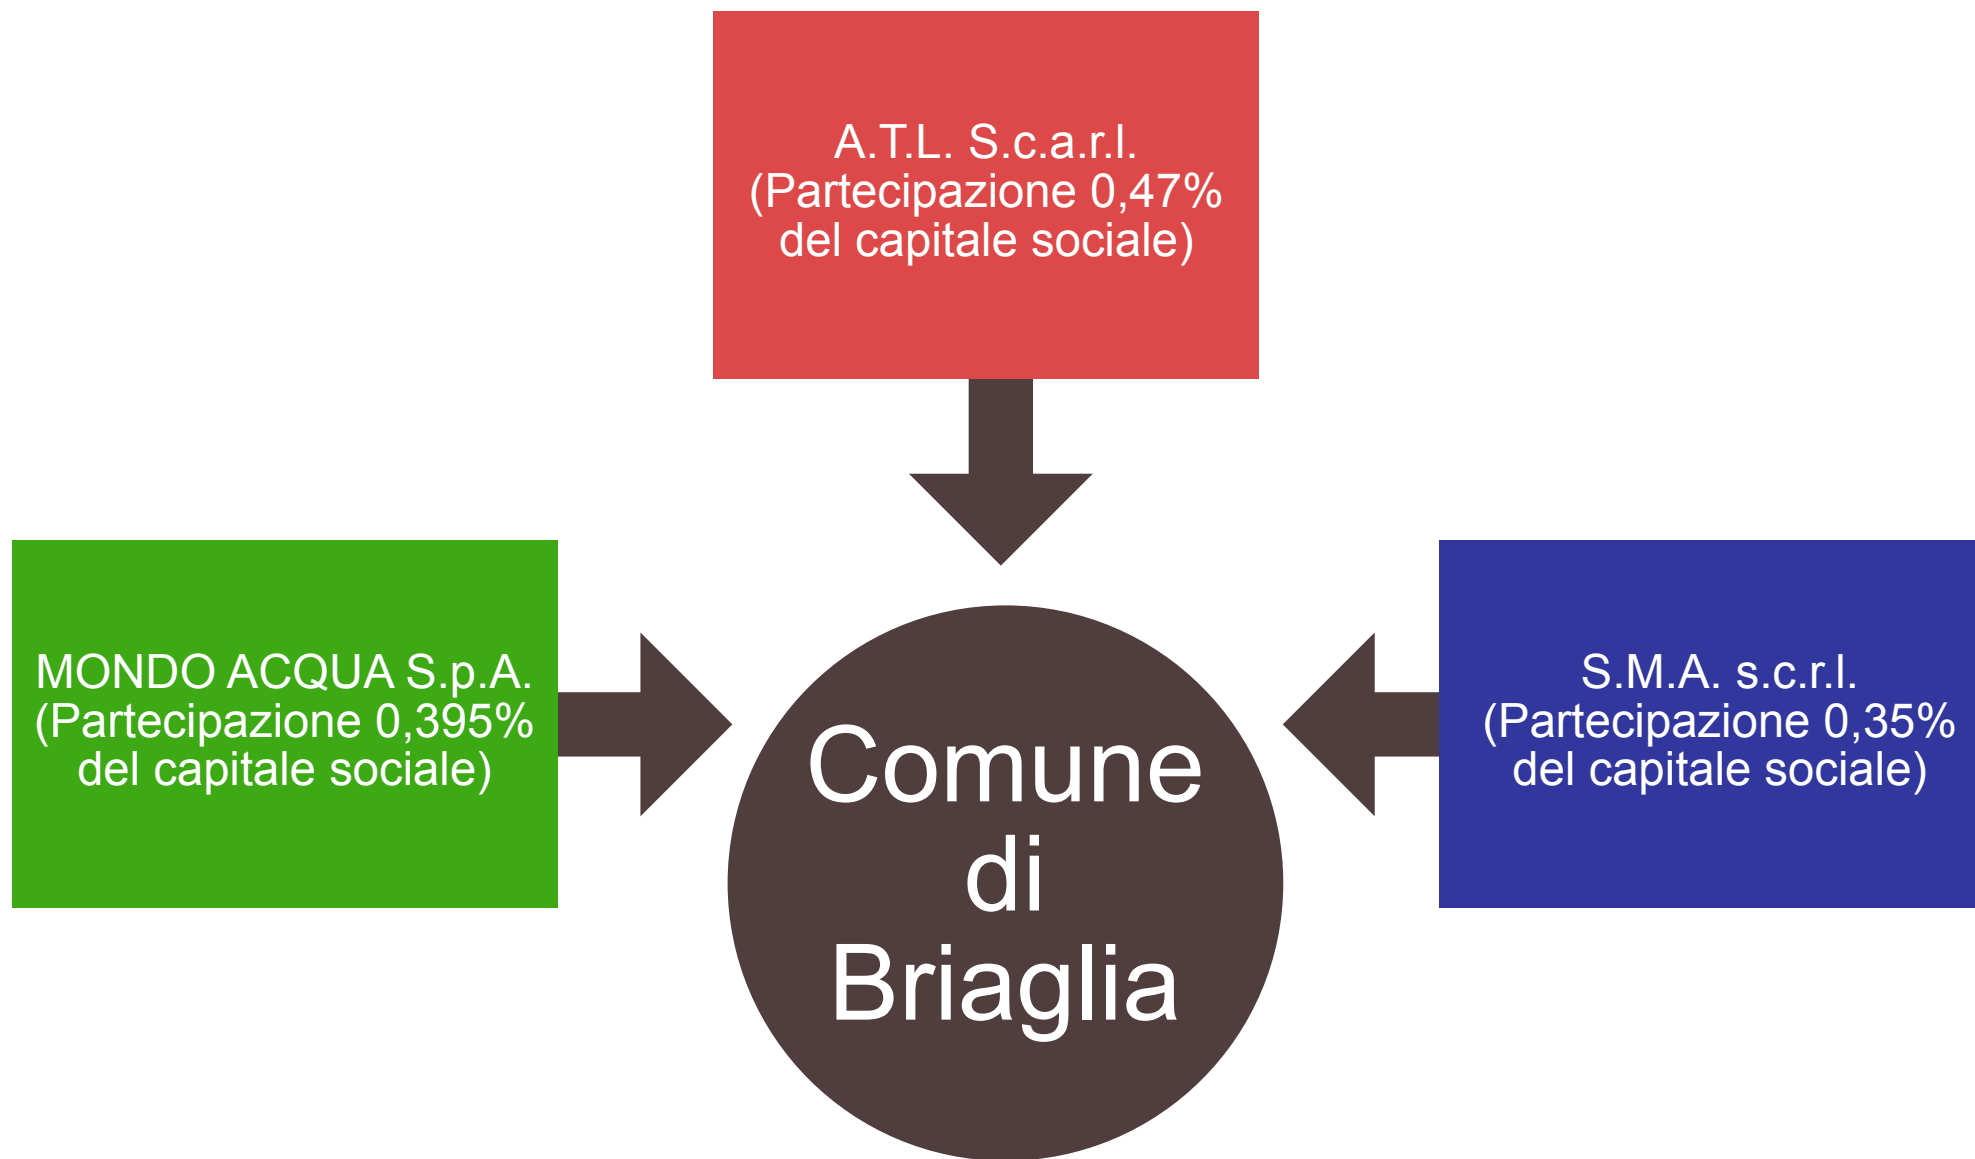 A.T.L. S.c.a.r.l.
(Partecipazione 0,47%
del capitale sociale)
MONDO ACQUA S.p.A.
(Partecipazione 0,395%
del capitale sociale)
S.M.A. s.c.r.l.
(Partecipazione 0,35%
del capitale sociale)
Comune
di
Briaglia